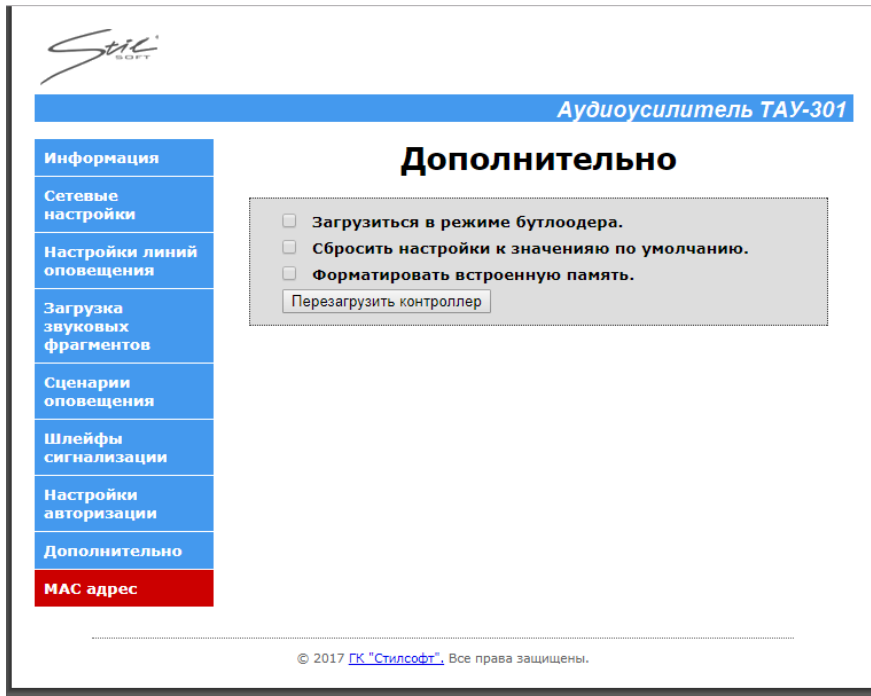 Stil
SOFT
Аудиоусилитель ТАУ-301
Информация
Сетевые
настройки
Настройки линий
оповещения
Загрузка
звуковых
фрагментов
Сценарии
оповещения
Шлейфы
сигнализации
Настройки
авторизации
Дополнительно
MAC адрес
Дополнительно
Загрузиться в режиме бутлоодера.
Сбросить настройки к значенияю по умолчанию.
Форматировать встроенную память.
Перезагрузить контроллер
© 2017 ГК "Стилсофт". Все права защищены.